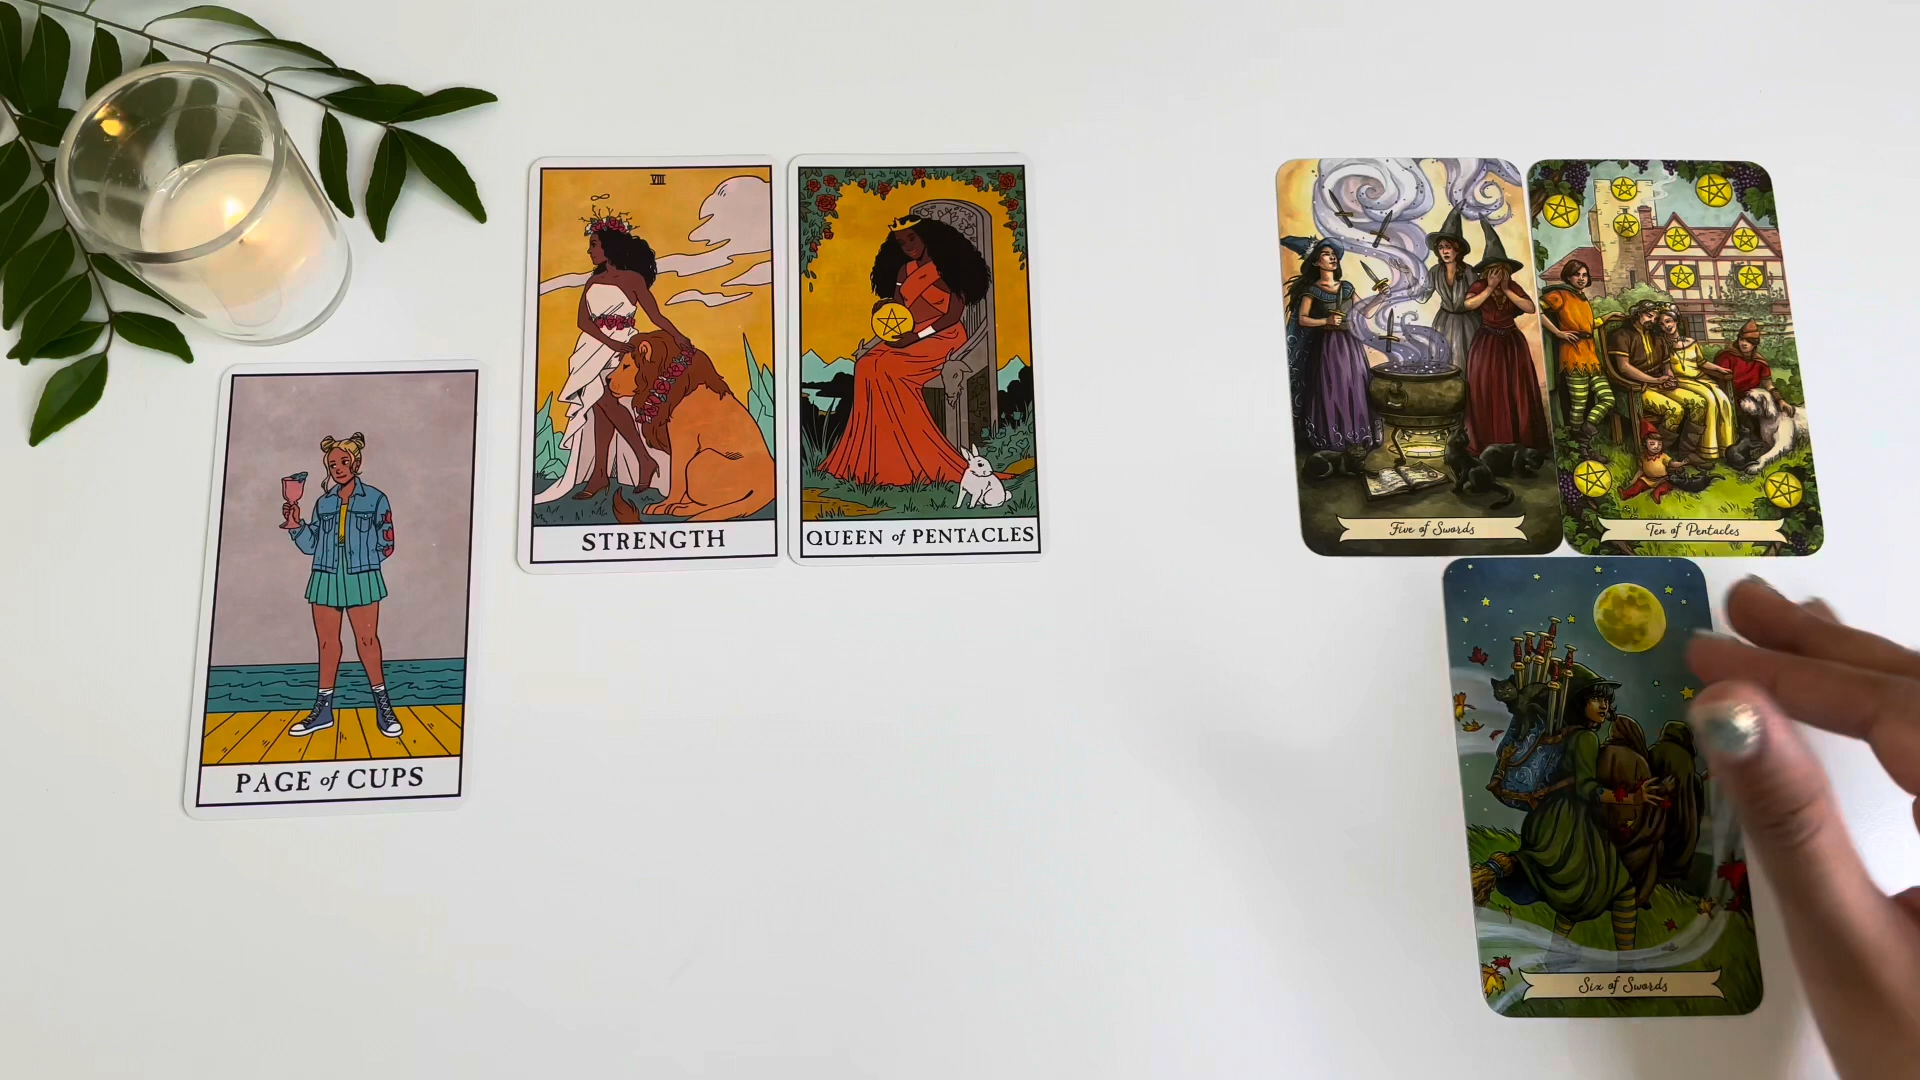 VIII
STRENGTH
QUEEN of PENTACLES
PAGE of CUPS
Five of Swords
Ten of Pentacles
Six of Swords